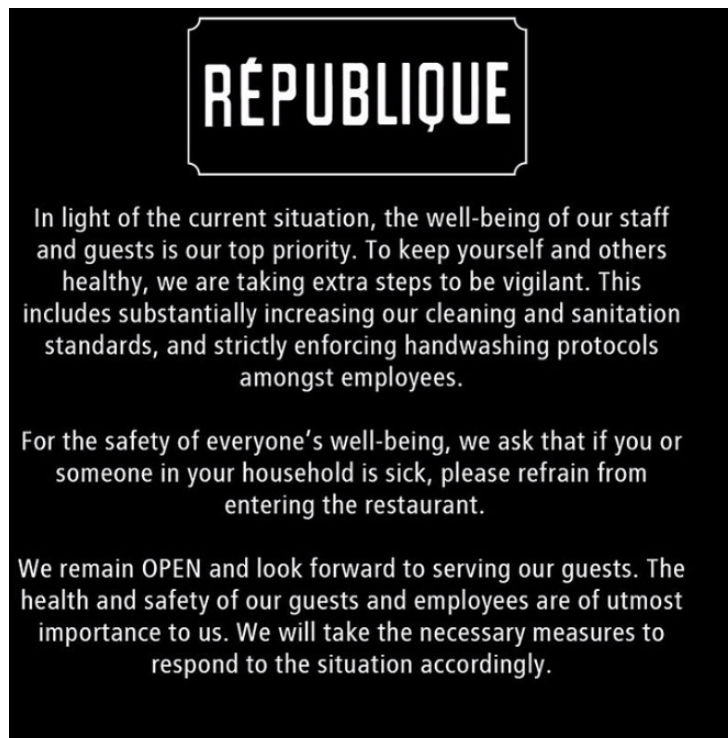 RÉPUBLIQUE
In light of the current situation, the well-being of our staff
and guests is our top priority. To keep yourself and others
healthy, we are taking extra steps to be vigilant. This
includes substantially increasing our cleaning and sanitation
standards, and strictly enforcing handwashing protocols
amongst employees.
For the safety of everyone's well-being, we ask that if you or
someone in your household is sick, please refrain from
entering the restaurant.
We remain OPEN and look forward to serving our guests. The
health and safety of our guests and employees are of utmost
importance to us. We will take the necessary measures to
respond to the situation accordingly.